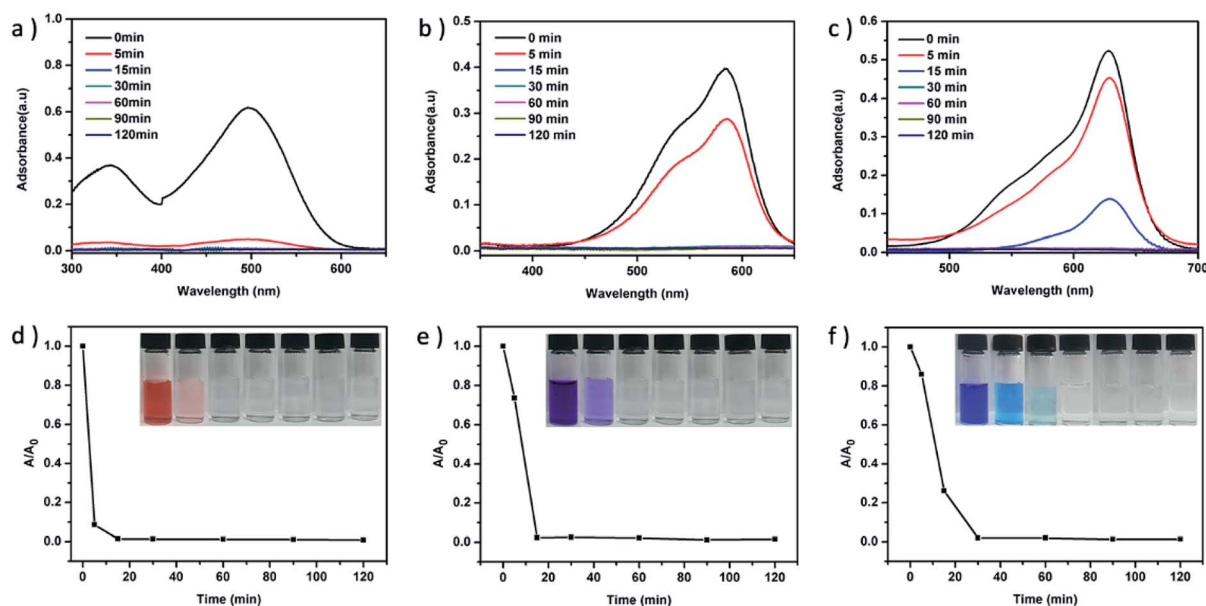 a )
Adsorbance(a.u)
1.0
0.8
0.6
0.4
0.2
0.0
0min
5min
15min
30min
60min
90min
120min
300 400 500 600
Wavelength (nm)
b )
Adsorbance(a.u)
0.5
0.4
0.3
0.2
0.1
0.0
0 min
5 min
15 min
30 min
60 min
90 min
120 min
400 500 600
Wavelength (nm)
c )
Adsorbance(a.u)
0.6
0.5
0.4
0.3
0.2
0.1
0.0
0 min
5 min
15 min
30 min
60 min
90 min
120 min
500 600 700
Wavelength (nm)
d )
A/A0
1.0
0.8
0.6
0.4
0.2
0.0
0 20 40 60 80 100 120
Time (min)
e )
A/A0
1.0
0.8
0.6
0.4
0.2
0.0
0 20 40 60 80 100 120
Time (min)
f )
A/A0
1.0
0.8
0.6
0.4
0.2
0.0
0 20 40 60 80 100 120
Time (min)